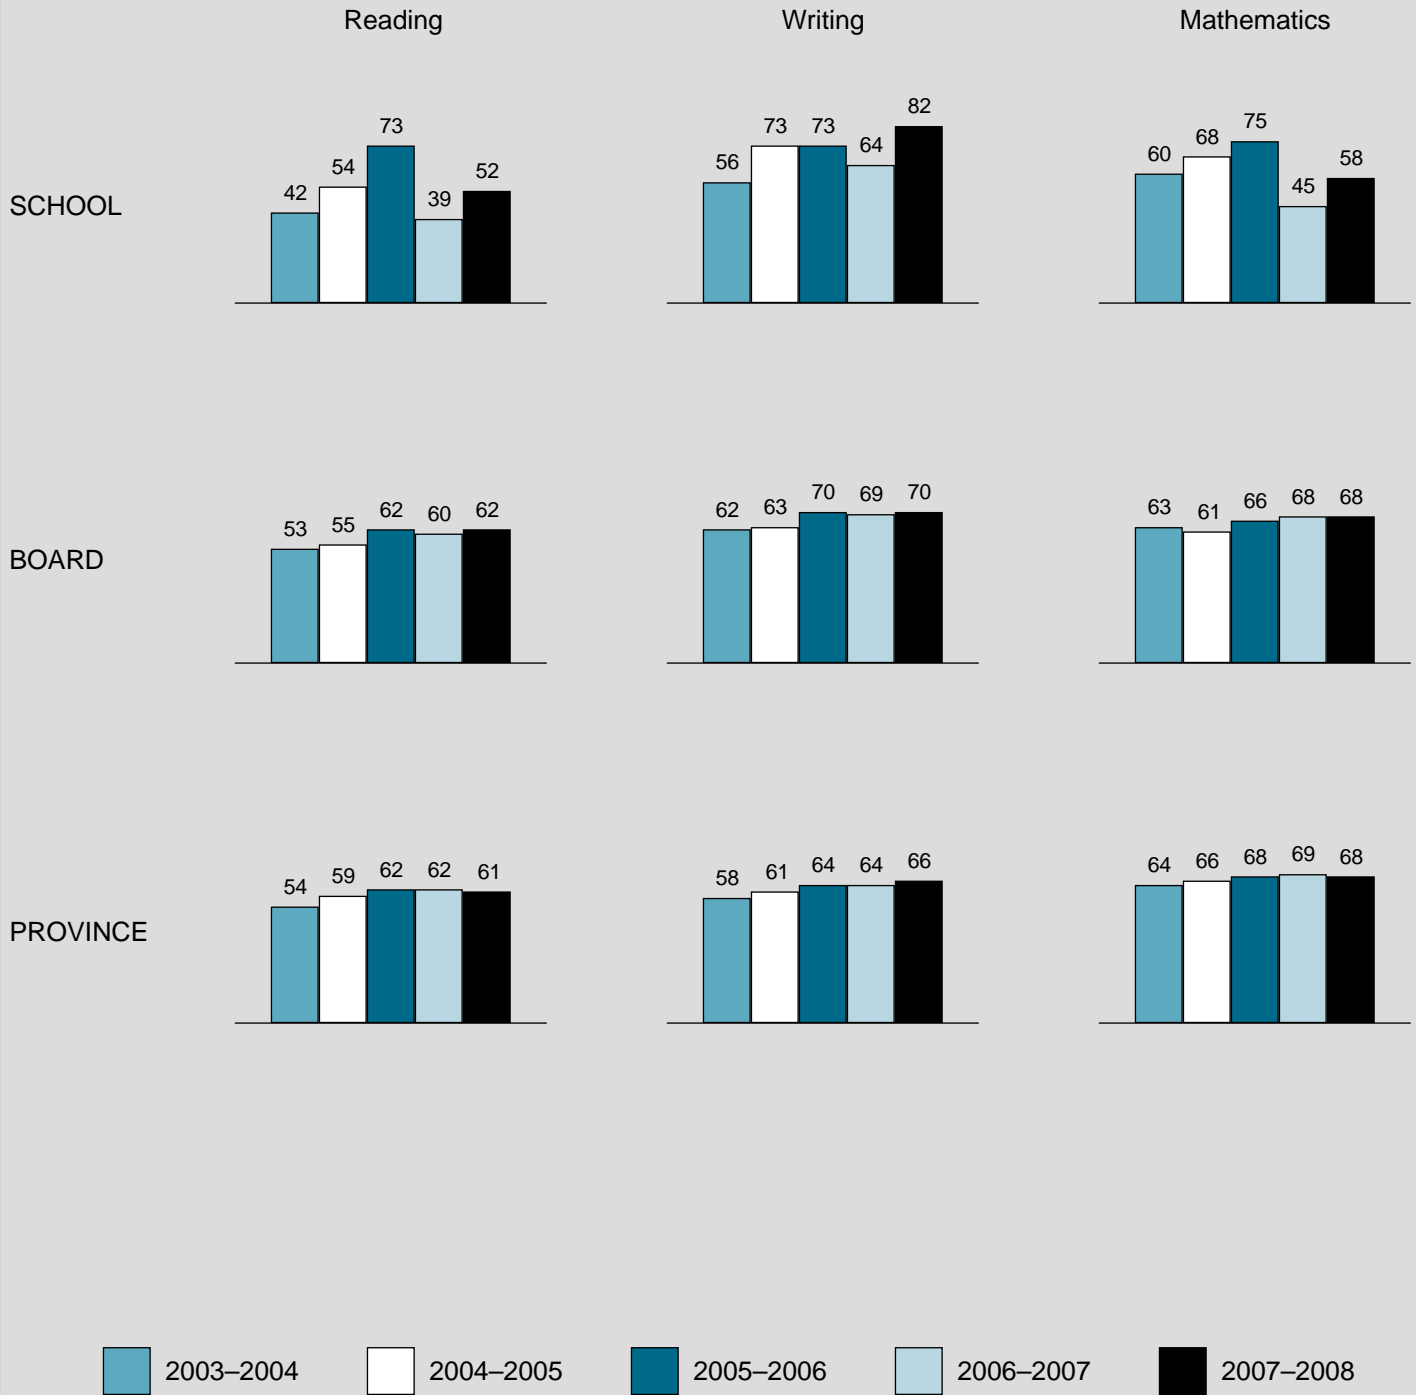 Reading Writing Mathematics
SCHOOL
42 54 73 39 52
56 73 73 64 82
60 68 75 45 58
BOARD
53 55 62 60 62
62 63 70 69 70
63 61 66 68 68
PROVINCE
54 59 62 62 61
58 61 64 64 66
64 66 68 69 68
2003–2004 2004–2005 2005–2006 2006–2007 2007–2008